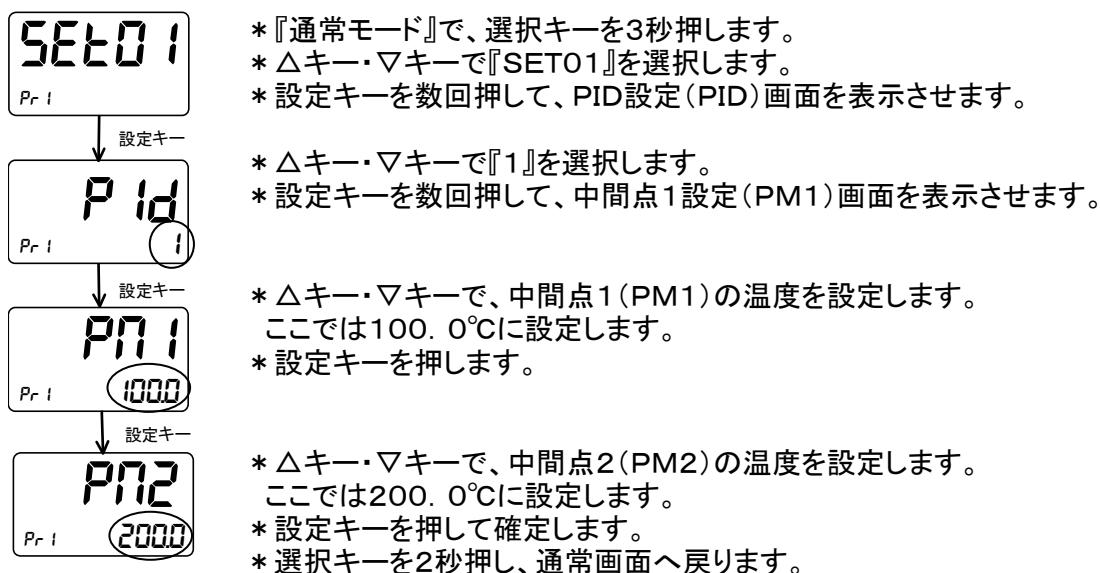 SEt01
Pr 1
＊『通常モード』で、選択キーを3秒押します。
＊△キー・▽キーで『SET01』を選択します。
＊設定キーを数回押して、PID設定（PID）画面を表示させます。
設定キー
PId
Pr 1
1
＊△キー・▽キーで『1』を選択します。
＊設定キーを数回押して、中間点1設定（PM1）画面を表示させます。
設定キー
PM1
Pr 1
100.0
＊△キー・▽キーで、中間点1（PM1）の温度を設定します。
ここでは100．0℃に設定します。
＊設定キーを押します。
設定キー
PM2
Pr 1
200.0
＊△キー・▽キーで、中間点2（PM2）の温度を設定します。
ここでは200．0℃に設定します。
＊設定キーを押して確定します。
＊選択キーを2秒押し、通常画面へ戻ります。